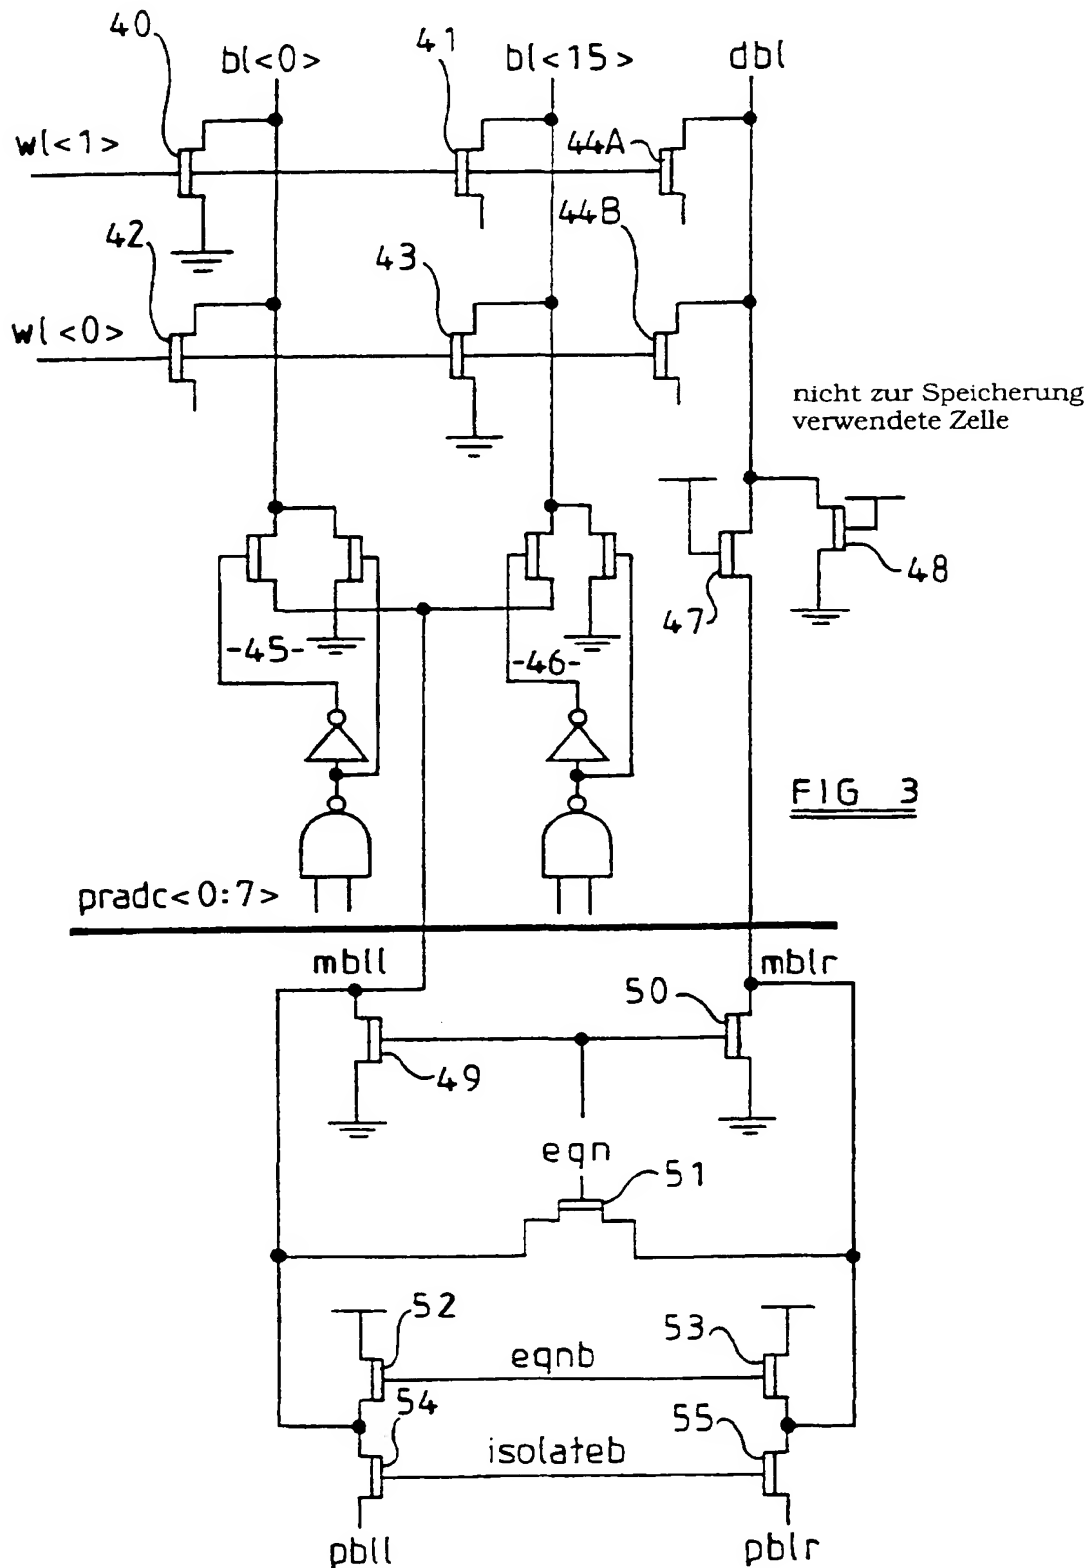 40
bl<0>
41
bl<15>
dbl
wl<1>
44A
42
43
44B
wl<0>
nicht zur Speicherung
verwendete Zelle
48
47
-45-
-46-
FIG 3
pradc<0:7>
mbll
mblr
50
49
eqn
51
52
53
eqnb
54
55
isolateb
pbll
pblr